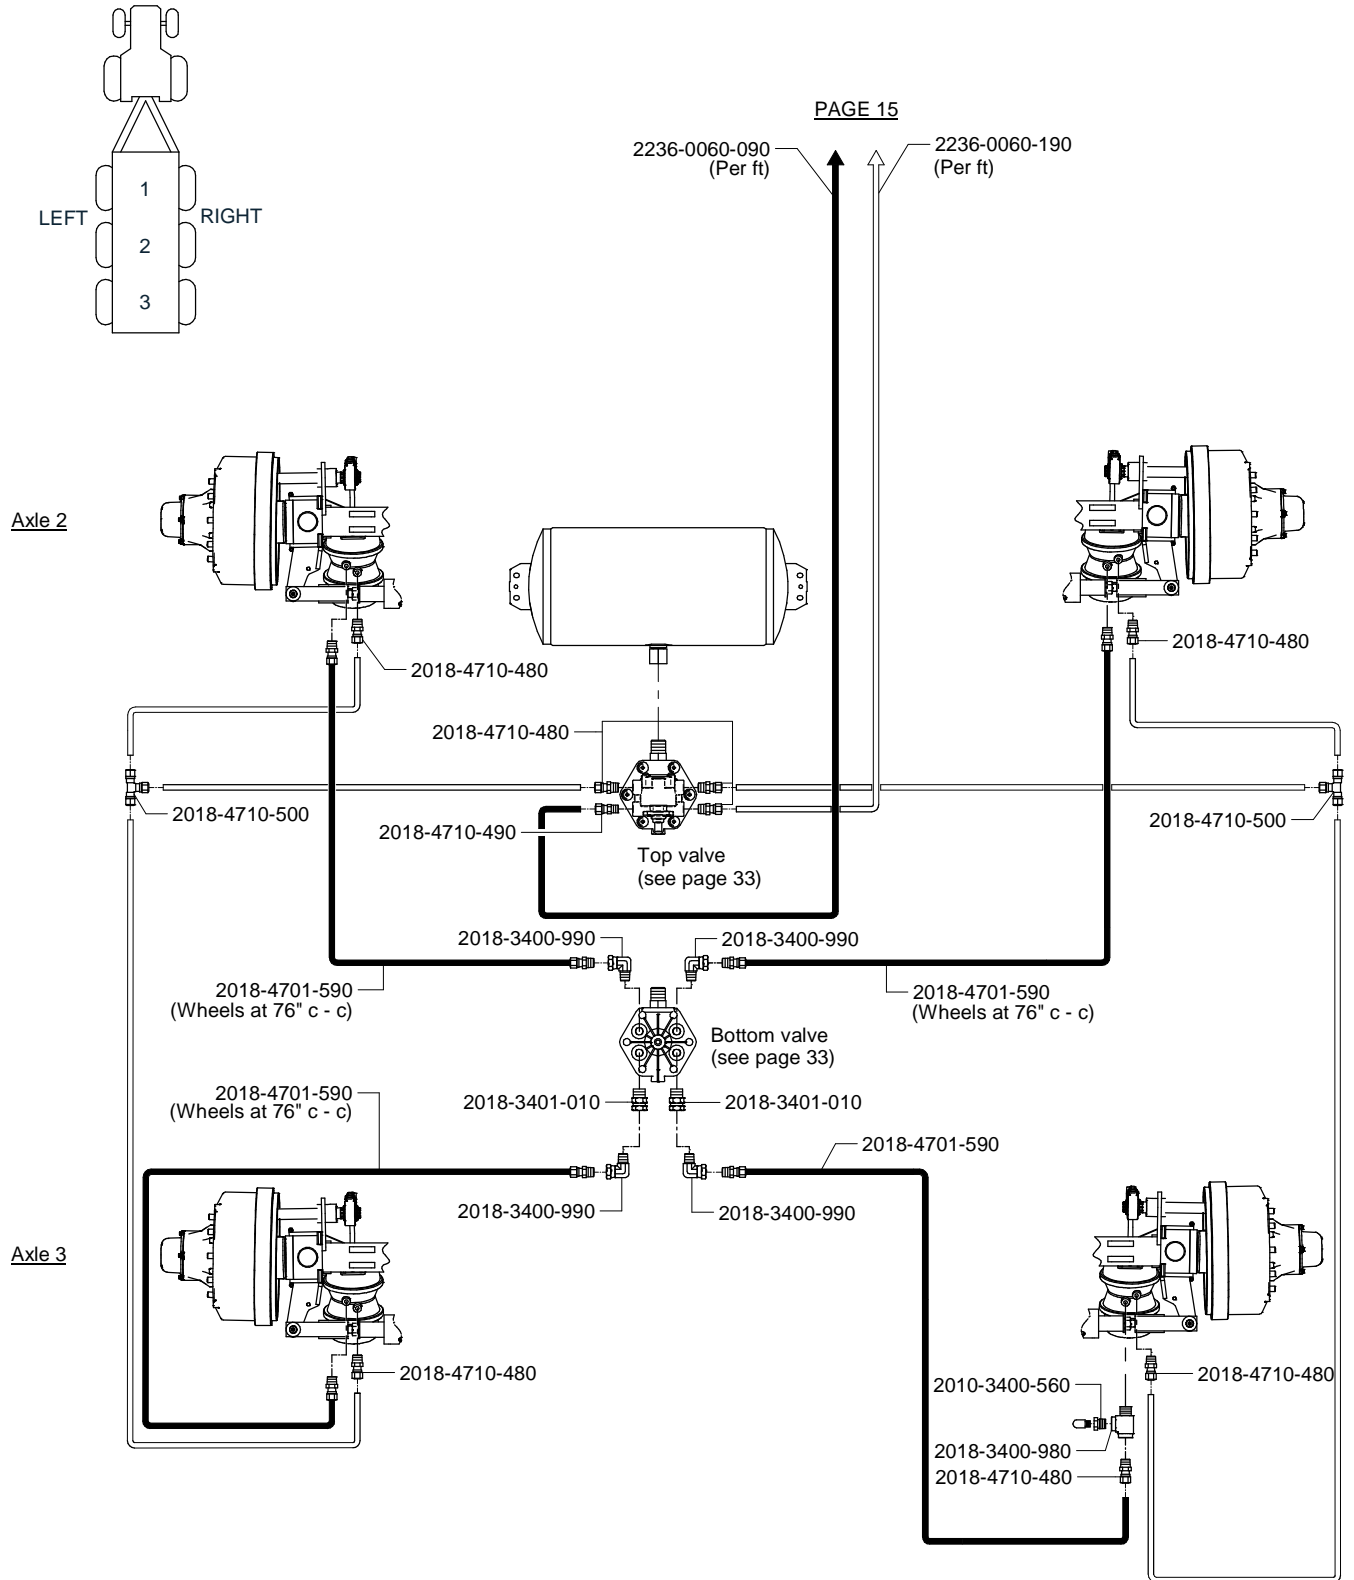 PAGE 15
2236-0060-090
(Per ft)
2236-0060-190
(Per ft)
1
LEFT
RIGHT
2
3
Axle 2
2018-4710-480
2018-4710-480
2018-4710-480
2018-4710-500
2018-4710-490
2018-4710-500
Top valve
(see page 33)
2018-3400-990
2018-3400-990
2018-4701-590
(Wheels at 76" c - c)
2018-4701-590
(Wheels at 76" c - c)
Bottom valve
(see page 33)
2018-4701-590
(Wheels at 76" c - c)
2018-3401-010
2018-3401-010
2018-4701-590
2018-3400-990
2018-3400-990
Axle 3
2018-4710-480
2010-3400-560
2018-4710-480
2018-3400-980
2018-4710-480